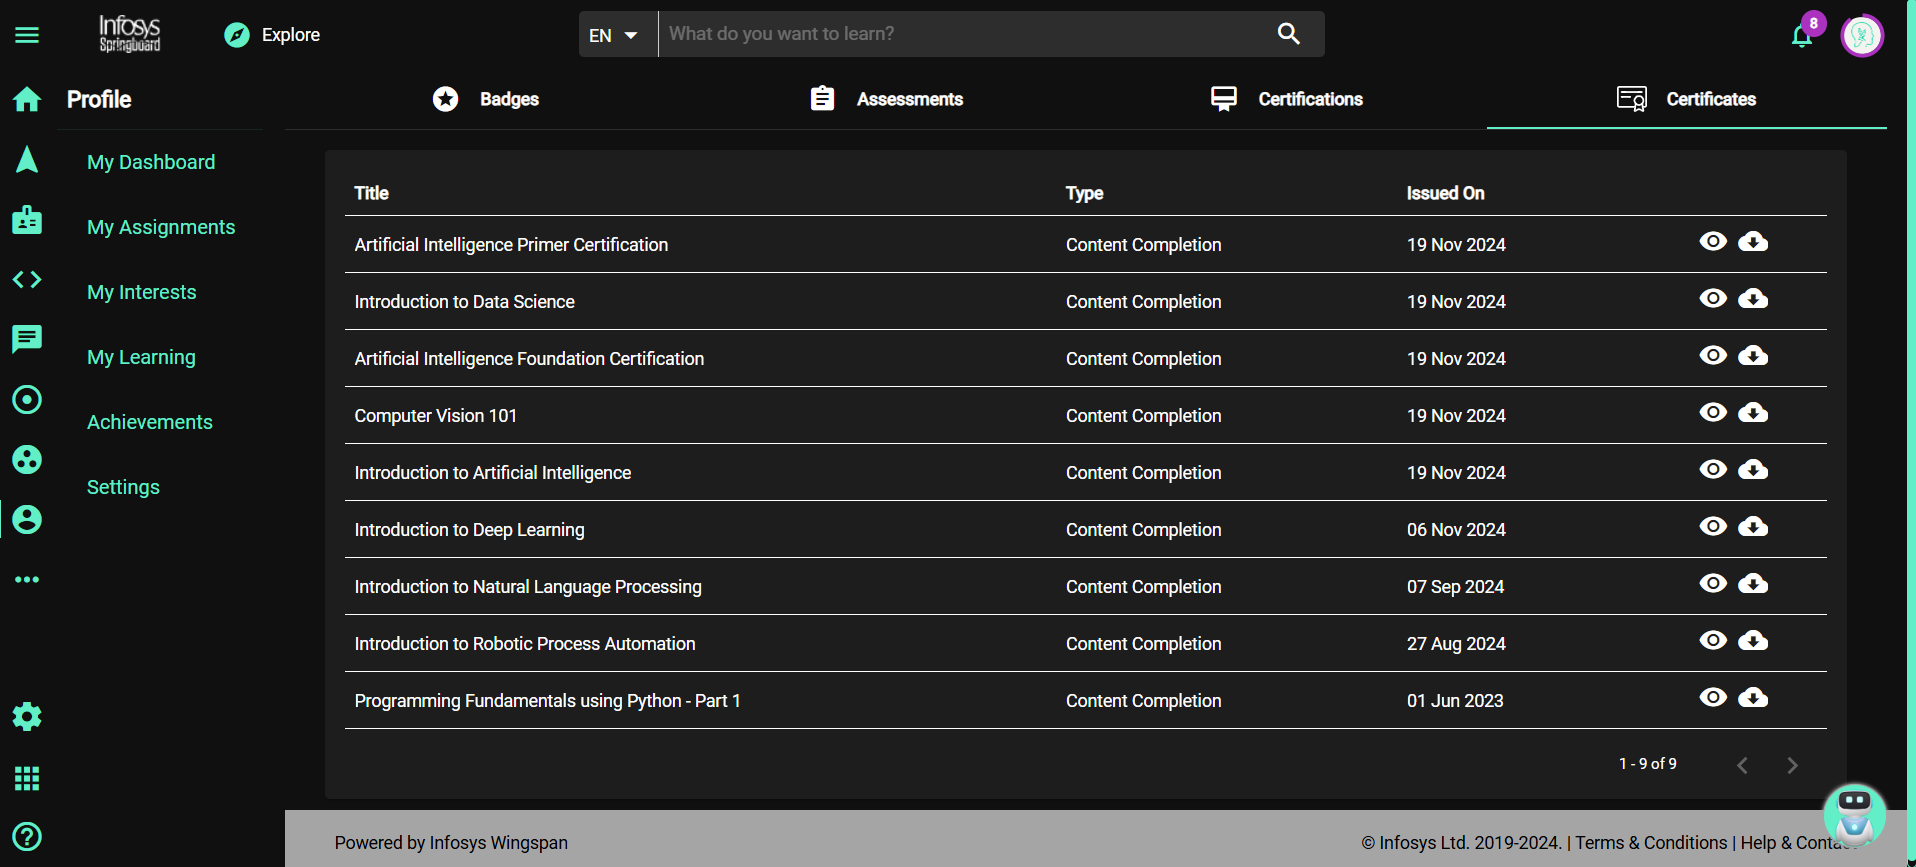 Infosys
Springboard
Explore
EN
What do you want to learn?
8
Profile
Badges
Assessments
Certifications
Certificates
My Dashboard
My Assignments
My Interests
My Learning
Achievements
Settings
Title Type Issued On
Artificial Intelligence Primer Certification Content Completion 19 Nov 2024
Introduction to Data Science Content Completion 19 Nov 2024
Artificial Intelligence Foundation Certification Content Completion 19 Nov 2024
Computer Vision 101 Content Completion 19 Nov 2024
Introduction to Artificial Intelligence Content Completion 19 Nov 2024
Introduction to Deep Learning Content Completion 06 Nov 2024
Introduction to Natural Language Processing Content Completion 07 Sep 2024
Introduction to Robotic Process Automation Content Completion 27 Aug 2024
Programming Fundamentals using Python - Part 1 Content Completion 01 Jun 2023
1 - 9 of 9
Powered by Infosys Wingspan
© Infosys Ltd. 2019-2024. | Terms & Conditions | Help &